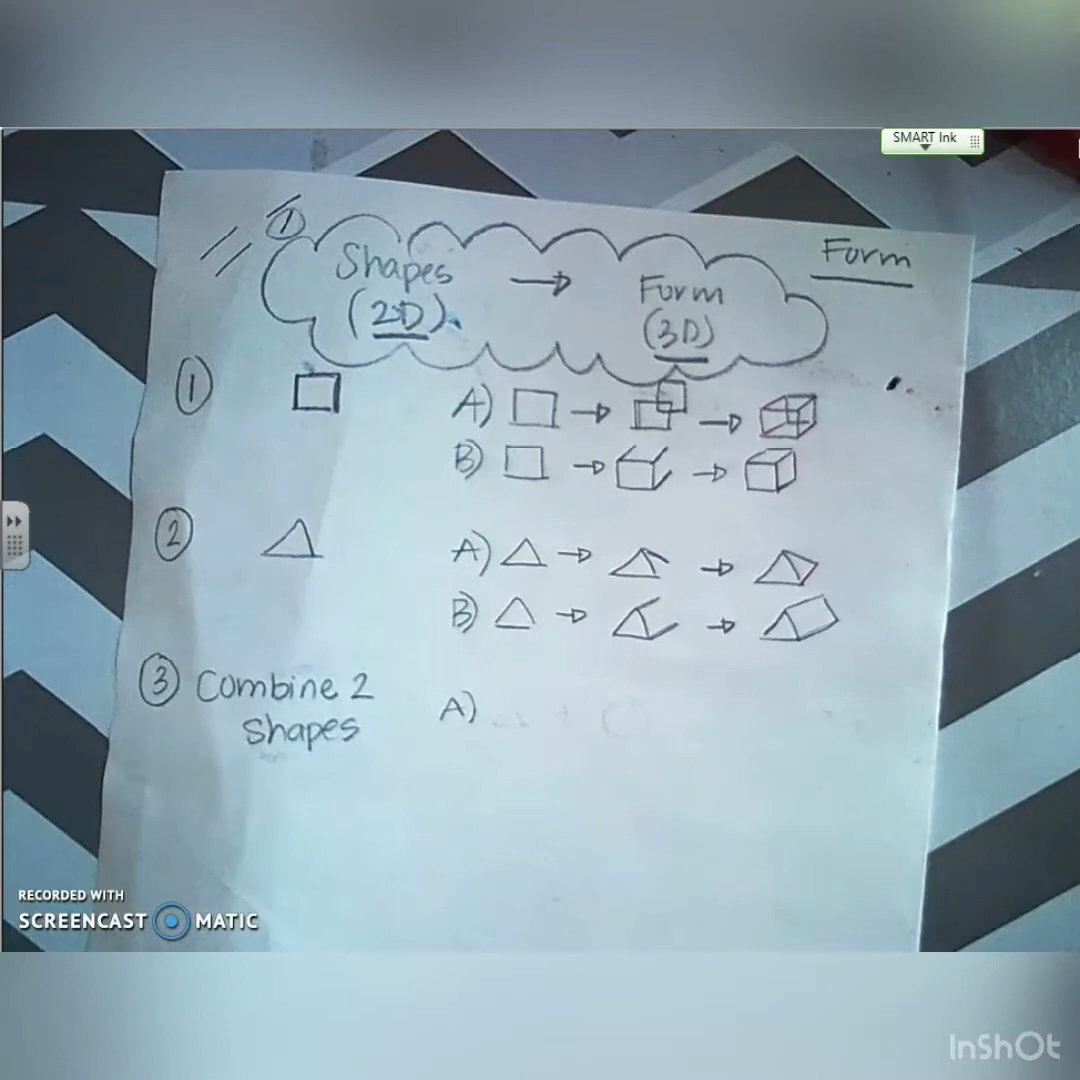 SMART Ink
Form
①
Shapes → Form
(2D). (3D)
①
A) → →
B) → →
②
A) → →
B) → →
③ Combine 2
Shapes
A)
RECORDED WITH
SCREENCAST MATIC
InShOt